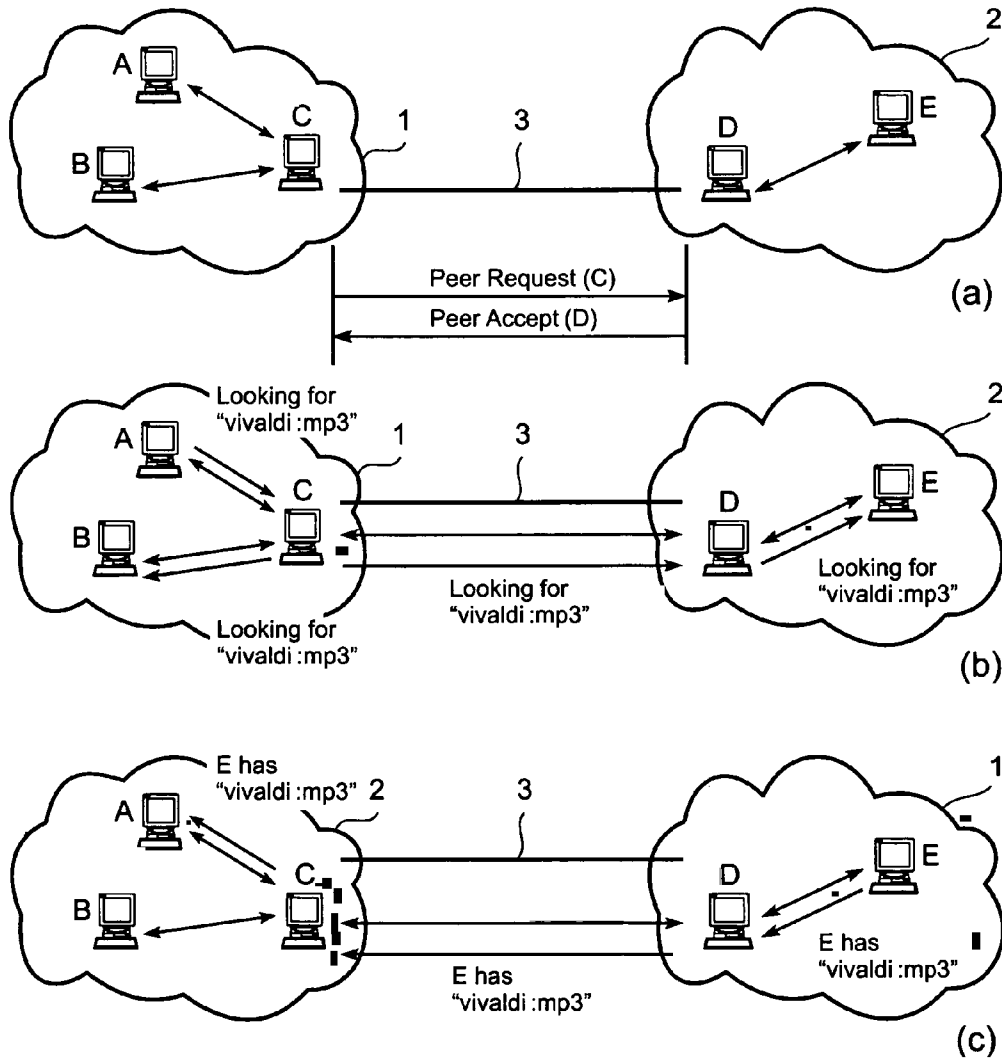 A
B
C
1
3
D
E
2
Peer Request (C)
Peer Accept (D)
(a)
Looking for
“vivaldi :mp3”
A
B
C
1
3
D
E
2
Looking for
“vivaldi :mp3”
Looking for
“vivaldi :mp3”
Looking for
“vivaldi :mp3”
(b)
E has
“vivaldi :mp3”
A
B
C
2
3
D
E
1
E has
“vivaldi :mp3”
E has
“vivaldi :mp3”
(c)